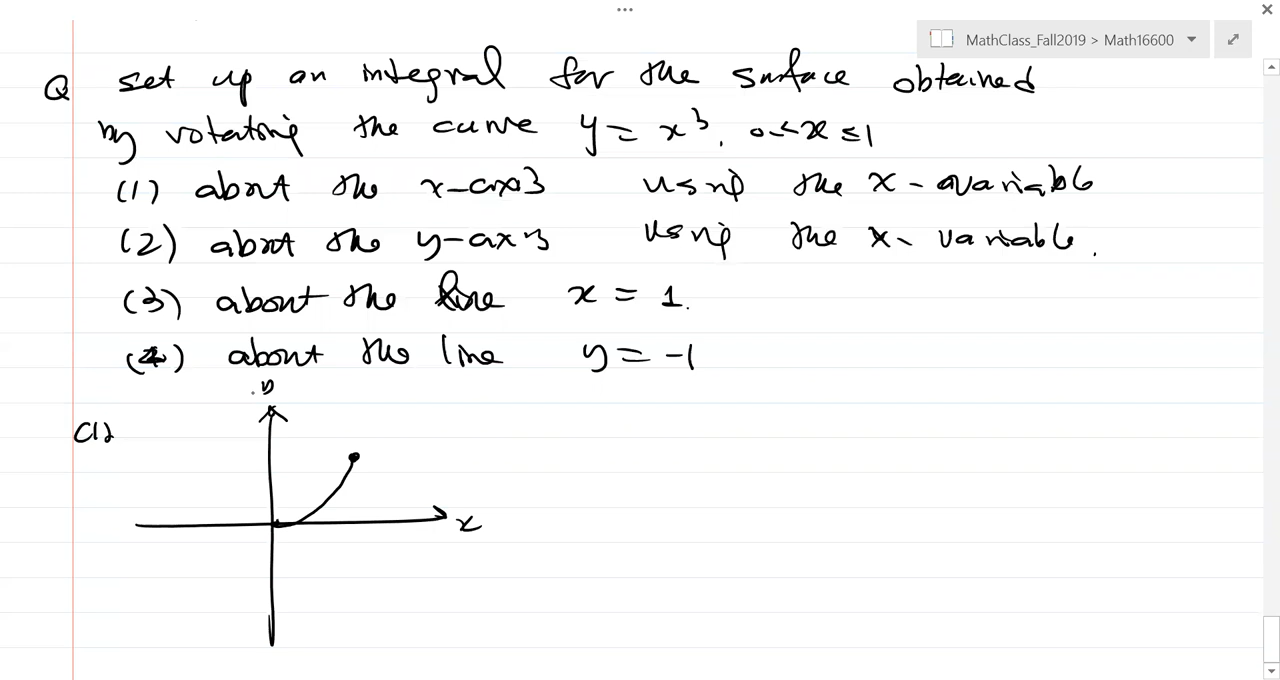 ...
MathClass_Fall2019 > Math16600
Q set up an integral for the surface obtained
by rotating the curve y = x³, 0 < x ≤ 1
(1) about the x-axis using the x - variable
(2) about the y-axis using the x - variable.
(3) about the line x = 1.
(4) about the line y = -1
y
(1)
x